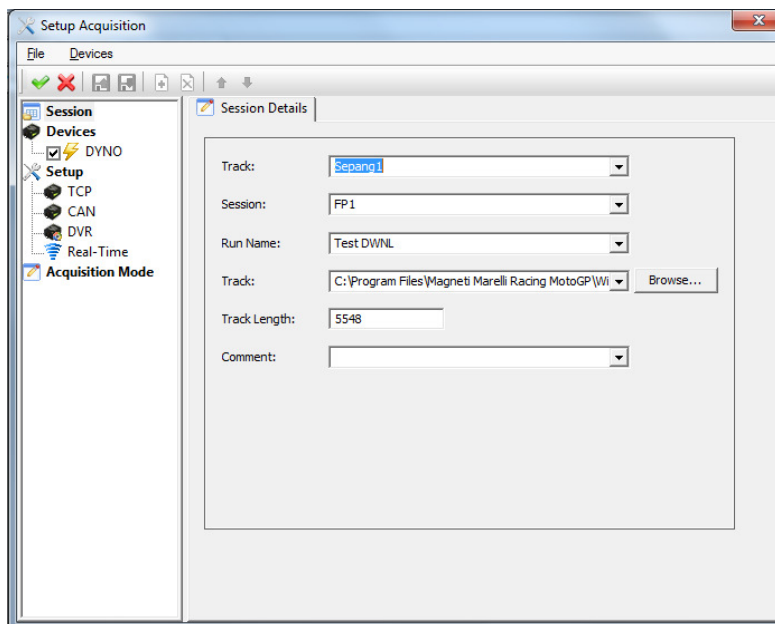 Setup Acquisition
File Devices
Session
Devices
DYNO
Setup
TCP
CAN
DVR
Real-Time
Acquisition Mode
Session Details
Track: Sepang1
Session: FP1
Run Name: Test DWNL
Track: C:\Program Files\Magneti Marelli Racing MotoGP\Wi Browse...
Track Length: 5548
Comment: